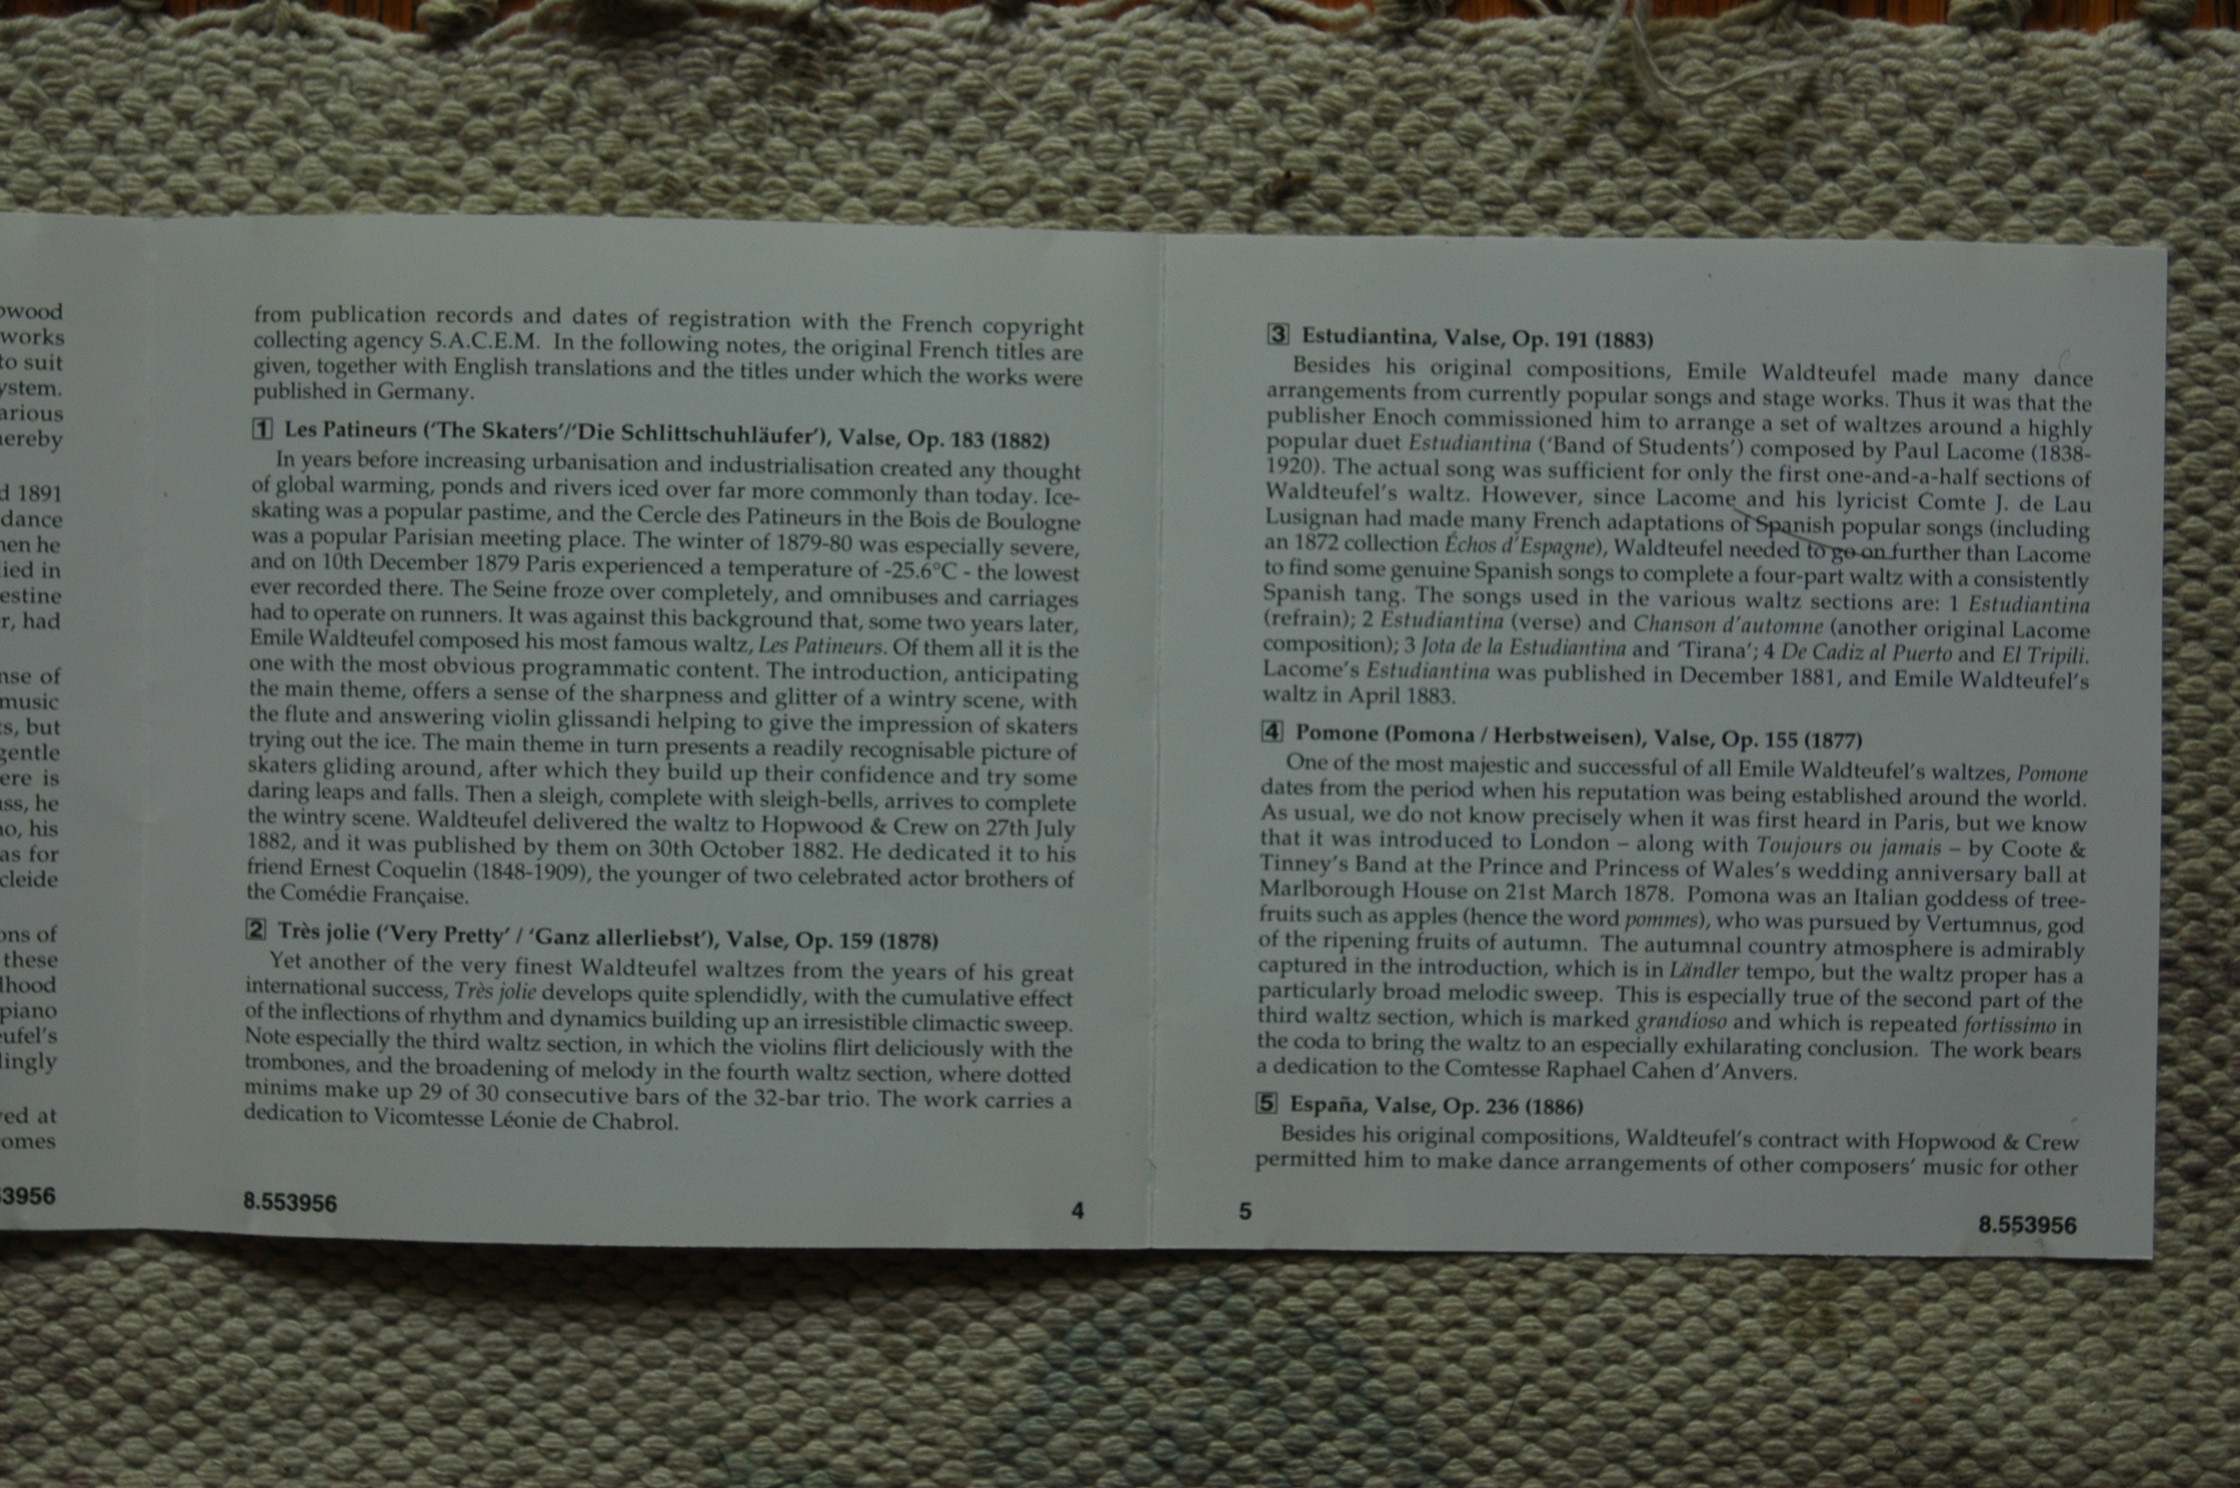 owood
works
to suit
ystem.
arious
hereby
d 1891
dance
hen he
lied in
estine
r, had
nse of
music
ts, but
gentle
ere is
ass, he
no, his
as for
cleide
ons of
these
dhood
piano
eufel's
lingly
red at
omes
53956
from publication records and dates of registration with the French copyright
collecting agency S.A.C.E.M. In the following notes, the original French titles are
given, together with English translations and the titles under which the works were
published in Germany.
1 Les Patineurs ('The Skaters'/'Die Schlittschuhläufer'), Valse, Op. 183 (1882)
In years before increasing urbanisation and industrialisation created any thought
of global warming, ponds and rivers iced over far more commonly than today. Ice-
skating was a popular pastime, and the Cercle des Patineurs in the Bois de Boulogne
was a popular Parisian meeting place. The winter of 1879-80 was especially severe,
and on 10th December 1879 Paris experienced a temperature of -25.6°C - the lowest
ever recorded there. The Seine froze over completely, and omnibuses and carriages
had to operate on runners. It was against this background that, some two years later,
Emile Waldteufel composed his most famous waltz, Les Patineurs. Of them all it is the
one with the most obvious programmatic content. The introduction, anticipating
the main theme, offers a sense of the sharpness and glitter of a wintry scene, with
the flute and answering violin glissandi helping to give the impression of skaters
trying out the ice. The main theme in turn presents a readily recognisable picture of
skaters gliding around, after which they build up their confidence and try some
daring leaps and falls. Then a sleigh, complete with sleigh-bells, arrives to complete
the wintry scene. Waldteufel delivered the waltz to Hopwood & Crew on 27th July
1882, and it was published by them on 30th October 1882. He dedicated it to his
friend Ernest Coquelin (1848-1909), the younger of two celebrated actor brothers of
the Comédie Française.
2 Très jolie ('Very Pretty' / 'Ganz allerliebst'), Valse, Op. 159 (1878)
Yet another of the very finest Waldteufel waltzes from the years of his great
international success, Très jolie develops quite splendidly, with the cumulative effect
of the inflections of rhythm and dynamics building up an irresistible climactic sweep.
Note especially the third waltz section, in which the violins flirt deliciously with the
trombones, and the broadening of melody in the fourth waltz section, where dotted
minims make up 29 of 30 consecutive bars of the 32-bar trio. The work carries a
dedication to Vicomtesse Léonie de Chabrol.
8.553956
4
3 Estudiantina, Valse, Op. 191 (1883)
Besides his original compositions, Emile Waldteufel made many dance
arrangements from currently popular songs and stage works. Thus it was that the
publisher Enoch commissioned him to arrange a set of waltzes around a highly
popular duet Estudiantina ('Band of Students') composed by Paul Lacome (1838-
1920). The actual song was sufficient for only the first one-and-a-half sections of
Waldteufel's waltz. However, since Lacome and his lyricist Comte J. de Lau
Lusignan had made many French adaptations of Spanish popular songs (including
an 1872 collection Échos d'Espagne), Waldteufel needed to go on further than Lacome
to find some genuine Spanish songs to complete a four-part waltz with a consistently
Spanish tang. The songs used in the various waltz sections are: 1 Estudiantina
(refrain); 2 Estudiantina (verse) and Chanson d'automne (another original Lacome
composition); 3 Jota de la Estudiantina and 'Tirana'; 4 De Cadiz al Puerto and El Tripili.
Lacome's Estudiantina was published in December 1881, and Emile Waldteufel's
waltz in April 1883.
4 Pomone (Pomona / Herbstweisen), Valse, Op. 155 (1877)
One of the most majestic and successful of all Emile Waldteufel's waltzes, Pomone
dates from the period when his reputation was being established around the world.
As usual, we do not know precisely when it was first heard in Paris, but we know
that it was introduced to London – along with Toujours ou jamais – by Coote &
Tinney's Band at the Prince and Princess of Wales's wedding anniversary ball at
Marlborough House on 21st March 1878. Pomona was an Italian goddess of tree-
fruits such as apples (hence the word pommes), who was pursued by Vertumnus, god
of the ripening fruits of autumn. The autumnal country atmosphere is admirably
captured in the introduction, which is in Ländler tempo, but the waltz proper has a
particularly broad melodic sweep. This is especially true of the second part of the
third waltz section, which is marked grandioso and which is repeated fortissimo in
the coda to bring the waltz to an especially exhilarating conclusion. The work bears
a dedication to the Comtesse Raphael Cahen d'Anvers.
5 España, Valse, Op. 236 (1886)
Besides his original compositions, Waldteufel's contract with Hopwood & Crew
permitted him to make dance arrangements of other composers' music for other
5
8.553956